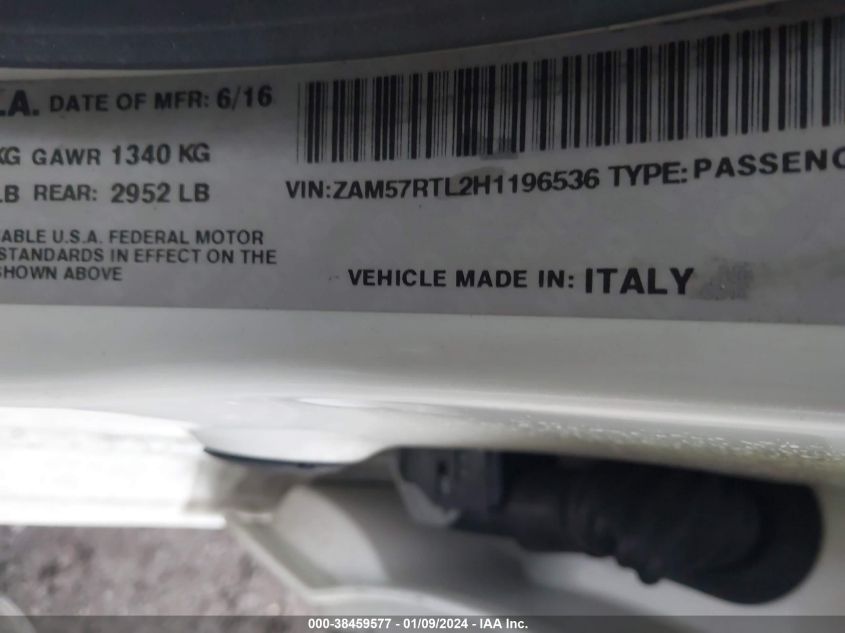 .A. DATE OF MFR: 6/16
KG GAWR 1340 KG
LB REAR: 2952 LB
VIN:ZAM57RTL2H1196536 TYPE:PASSENG
ABLE U.S.A. FEDERAL MOTOR
STANDARDS IN EFFECT ON THE
SHOWN ABOVE
VEHICLE MADE IN: ITALY
000-38459577 - 01/09/2024 - IAA Inc.